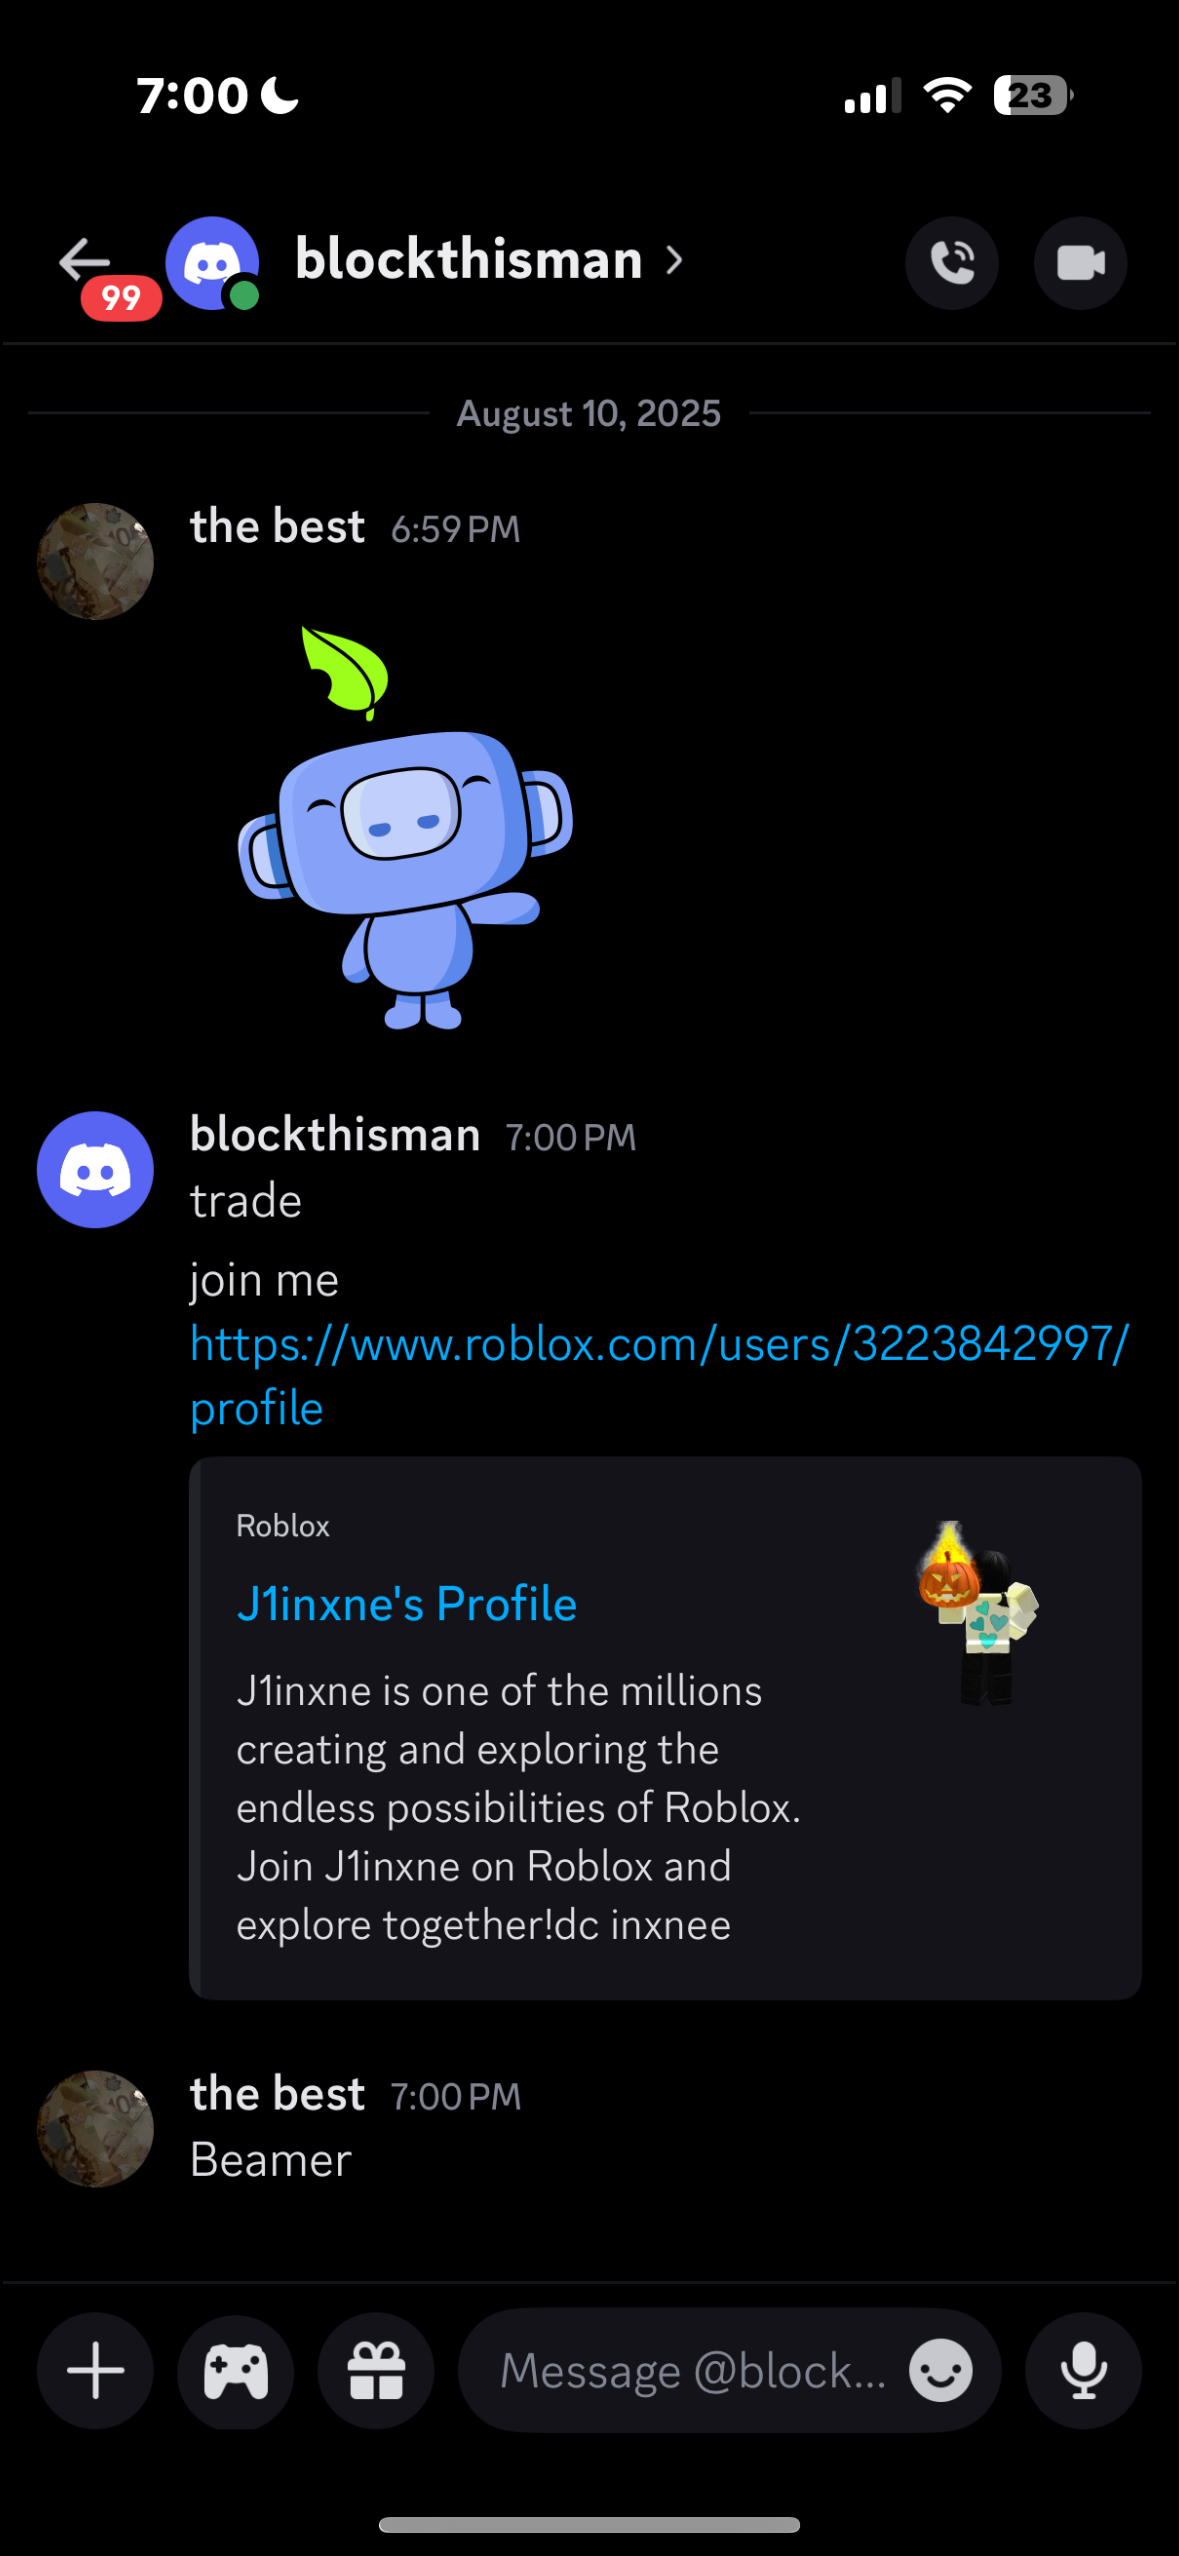 7:00
23
99
blockthisman
August 10, 2025
the best 6:59 PM
blockthisman 7:00 PM
trade
join me
https://www.roblox.com/users/3223842997/
profile
Roblox
J1inxne's Profile
J1inxne is one of the millions
creating and exploring the
endless possibilities of Roblox.
Join J1inxne on Roblox and
explore together!dc inxnee
the best 7:00 PM
Beamer
Message @block...